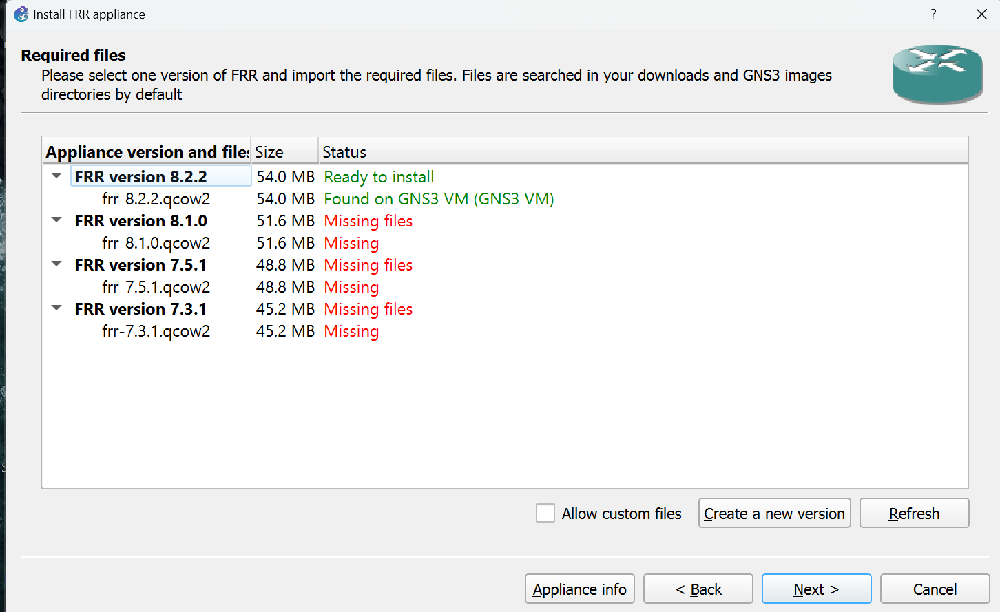 Install FRR appliance
?
Required files
Please select one version of FRR and import the required files. Files are searched in your downloads and GNS3 images
directories by default
Appliance version and files Size Status
FRR version 8.2.2 54.0 MB Ready to install
frr-8.2.2.qcow2 54.0 MB Found on GNS3 VM (GNS3 VM)
FRR version 8.1.0 51.6 MB Missing files
frr-8.1.0.qcow2 51.6 MB Missing
FRR version 7.5.1 48.8 MB Missing files
frr-7.5.1.qcow2 48.8 MB Missing
FRR version 7.3.1 45.2 MB Missing files
frr-7.3.1.qcow2 45.2 MB Missing
Allow custom files Create a new version Refresh
Appliance info < Back Next > Cancel